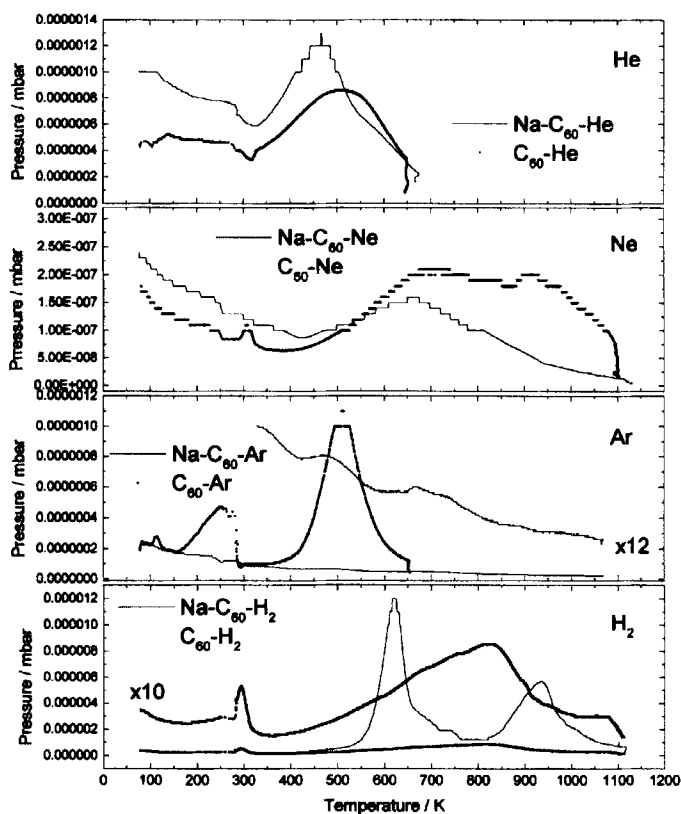 He
Pressure / mbar
0.0000014
0.0000012
0.0000010
0.0000008
0.0000006
0.0000004
0.0000002
0.0000000
Na-C₆₀-He
C₆₀-He
Ne
Prressure / mbar
3.00E-007
2.50E-007
2.00E-007
1.50E-007
1.00E-007
5.00E-008
0.00E+000
Na-C₆₀-Ne
C₆₀-Ne
Ar
Pressure / mbar
0.0000012
0.0000010
0.0000008
0.0000006
0.0000004
0.0000002
0.0000000
Na-C₆₀-Ar
C₆₀-Ar
x12
H₂
Pressure / mbar
0.000012
0.000010
0.000008
0.000006
0.000004
0.000002
0.000000
Na-C₆₀-H₂
C₆₀-H₂
x10
0 100 200 300 400 500 600 700 800 900 1000 1100 1200
Temperature / K